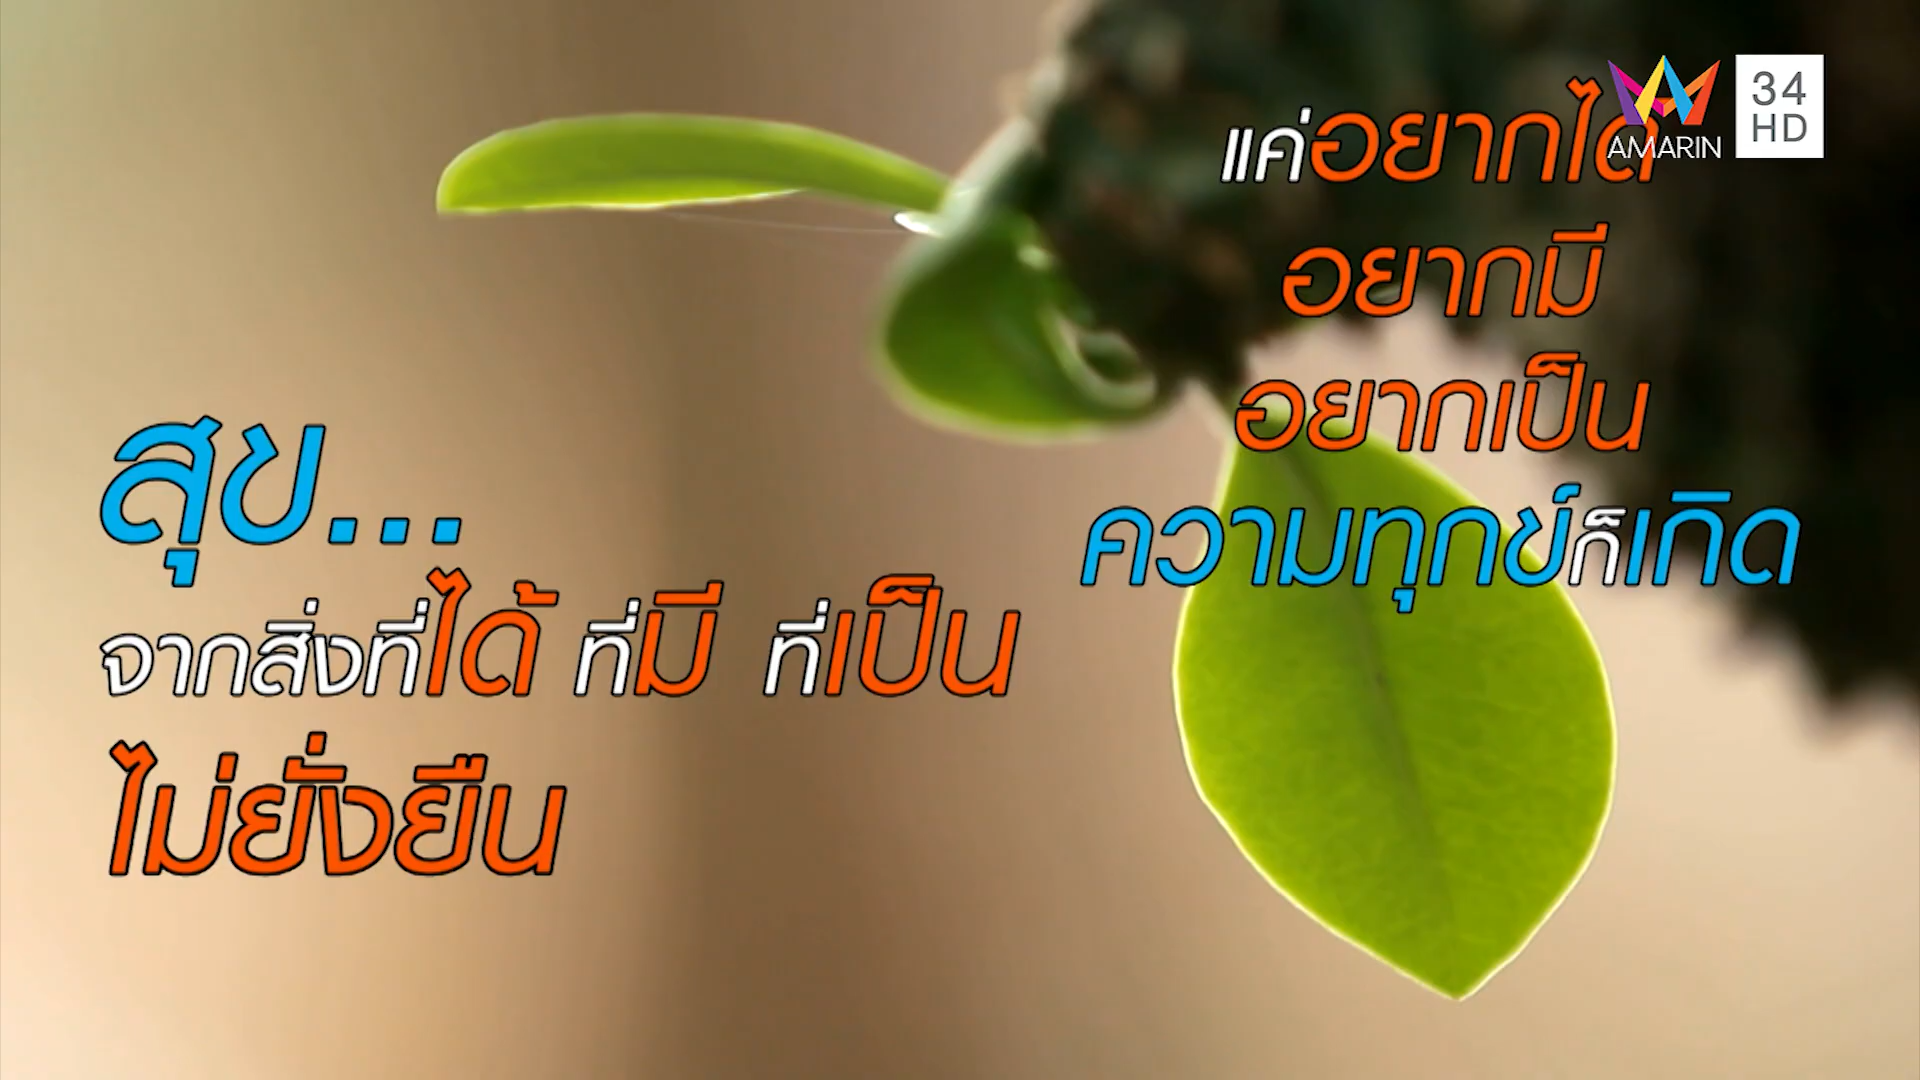 สุข...
จากสิ่งที่ได้ ที่มี ที่เป็น
ไม่ยั่งยืน
แค่อยากได้
อยากมี
อยากเป็น
ความทุกข์ก็เกิด
AMARIN
34
HD